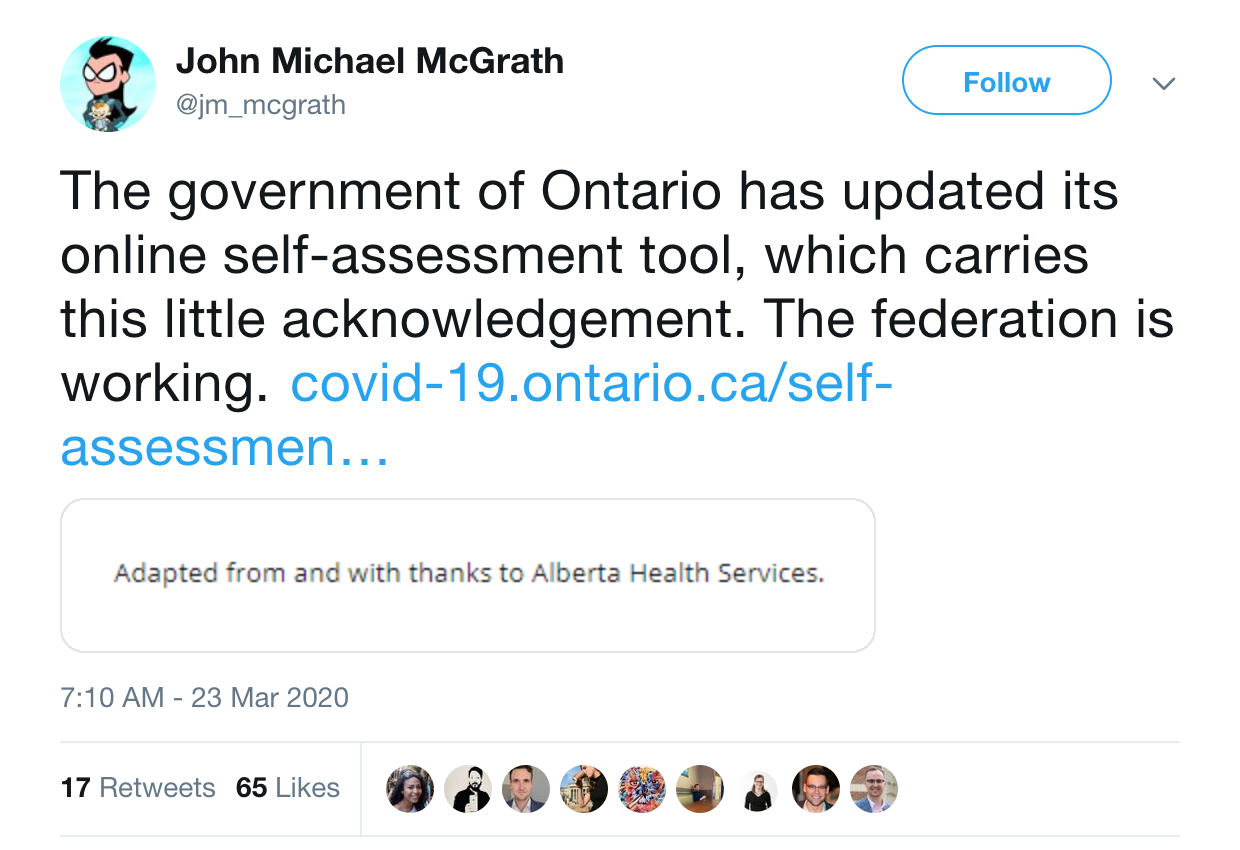 John Michael McGrath
@jm_mcgrath
Follow
The government of Ontario has updated its
online self-assessment tool, which carries
this little acknowledgement. The federation is
working. covid-19.ontario.ca/self-
assessmen…
Adapted from and with thanks to Alberta Health Services.
7:10 AM - 23 Mar 2020
17 Retweets 65 Likes